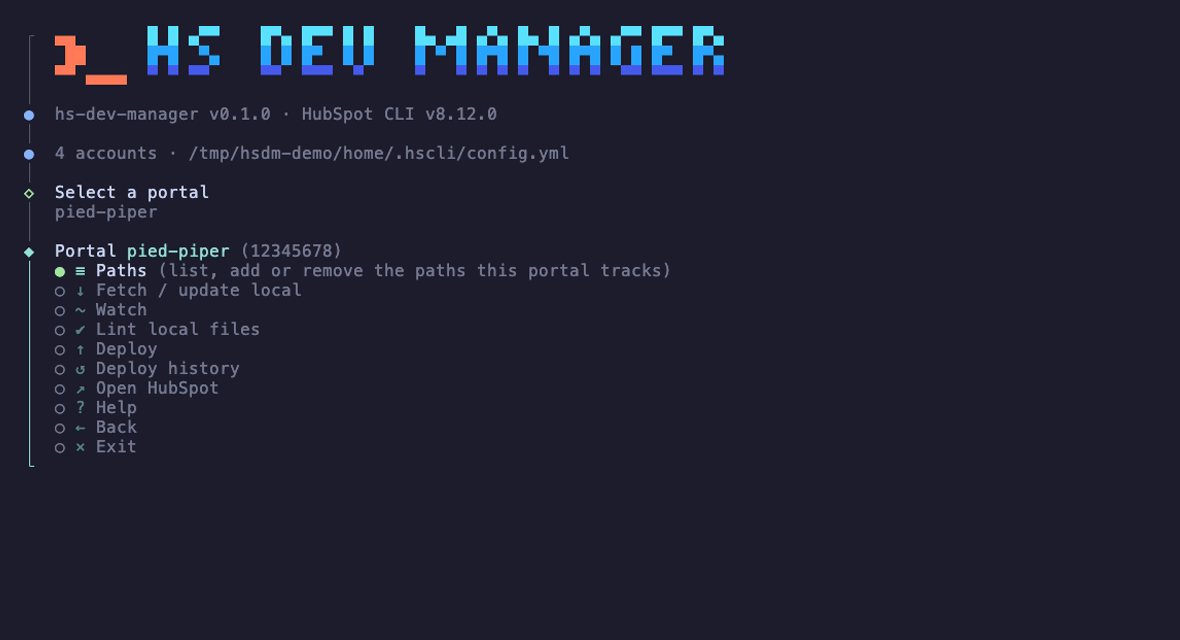 ❯_ HS DEV MANAGER
hs-dev-manager v0.1.0 · HubSpot CLI v8.12.0
4 accounts · /tmp/hsdm-demo/home/.hscli/config.yml
Select a portal
pied-piper
Portal pied-piper (12345678)
● ≡ Paths (list, add or remove the paths this portal tracks)
○ ↓ Fetch / update local
○ ~ Watch
○ ✔ Lint local files
○ ↑ Deploy
○ ↺ Deploy history
○ ↗ Open HubSpot
○ ? Help
○ ← Back
○ × Exit